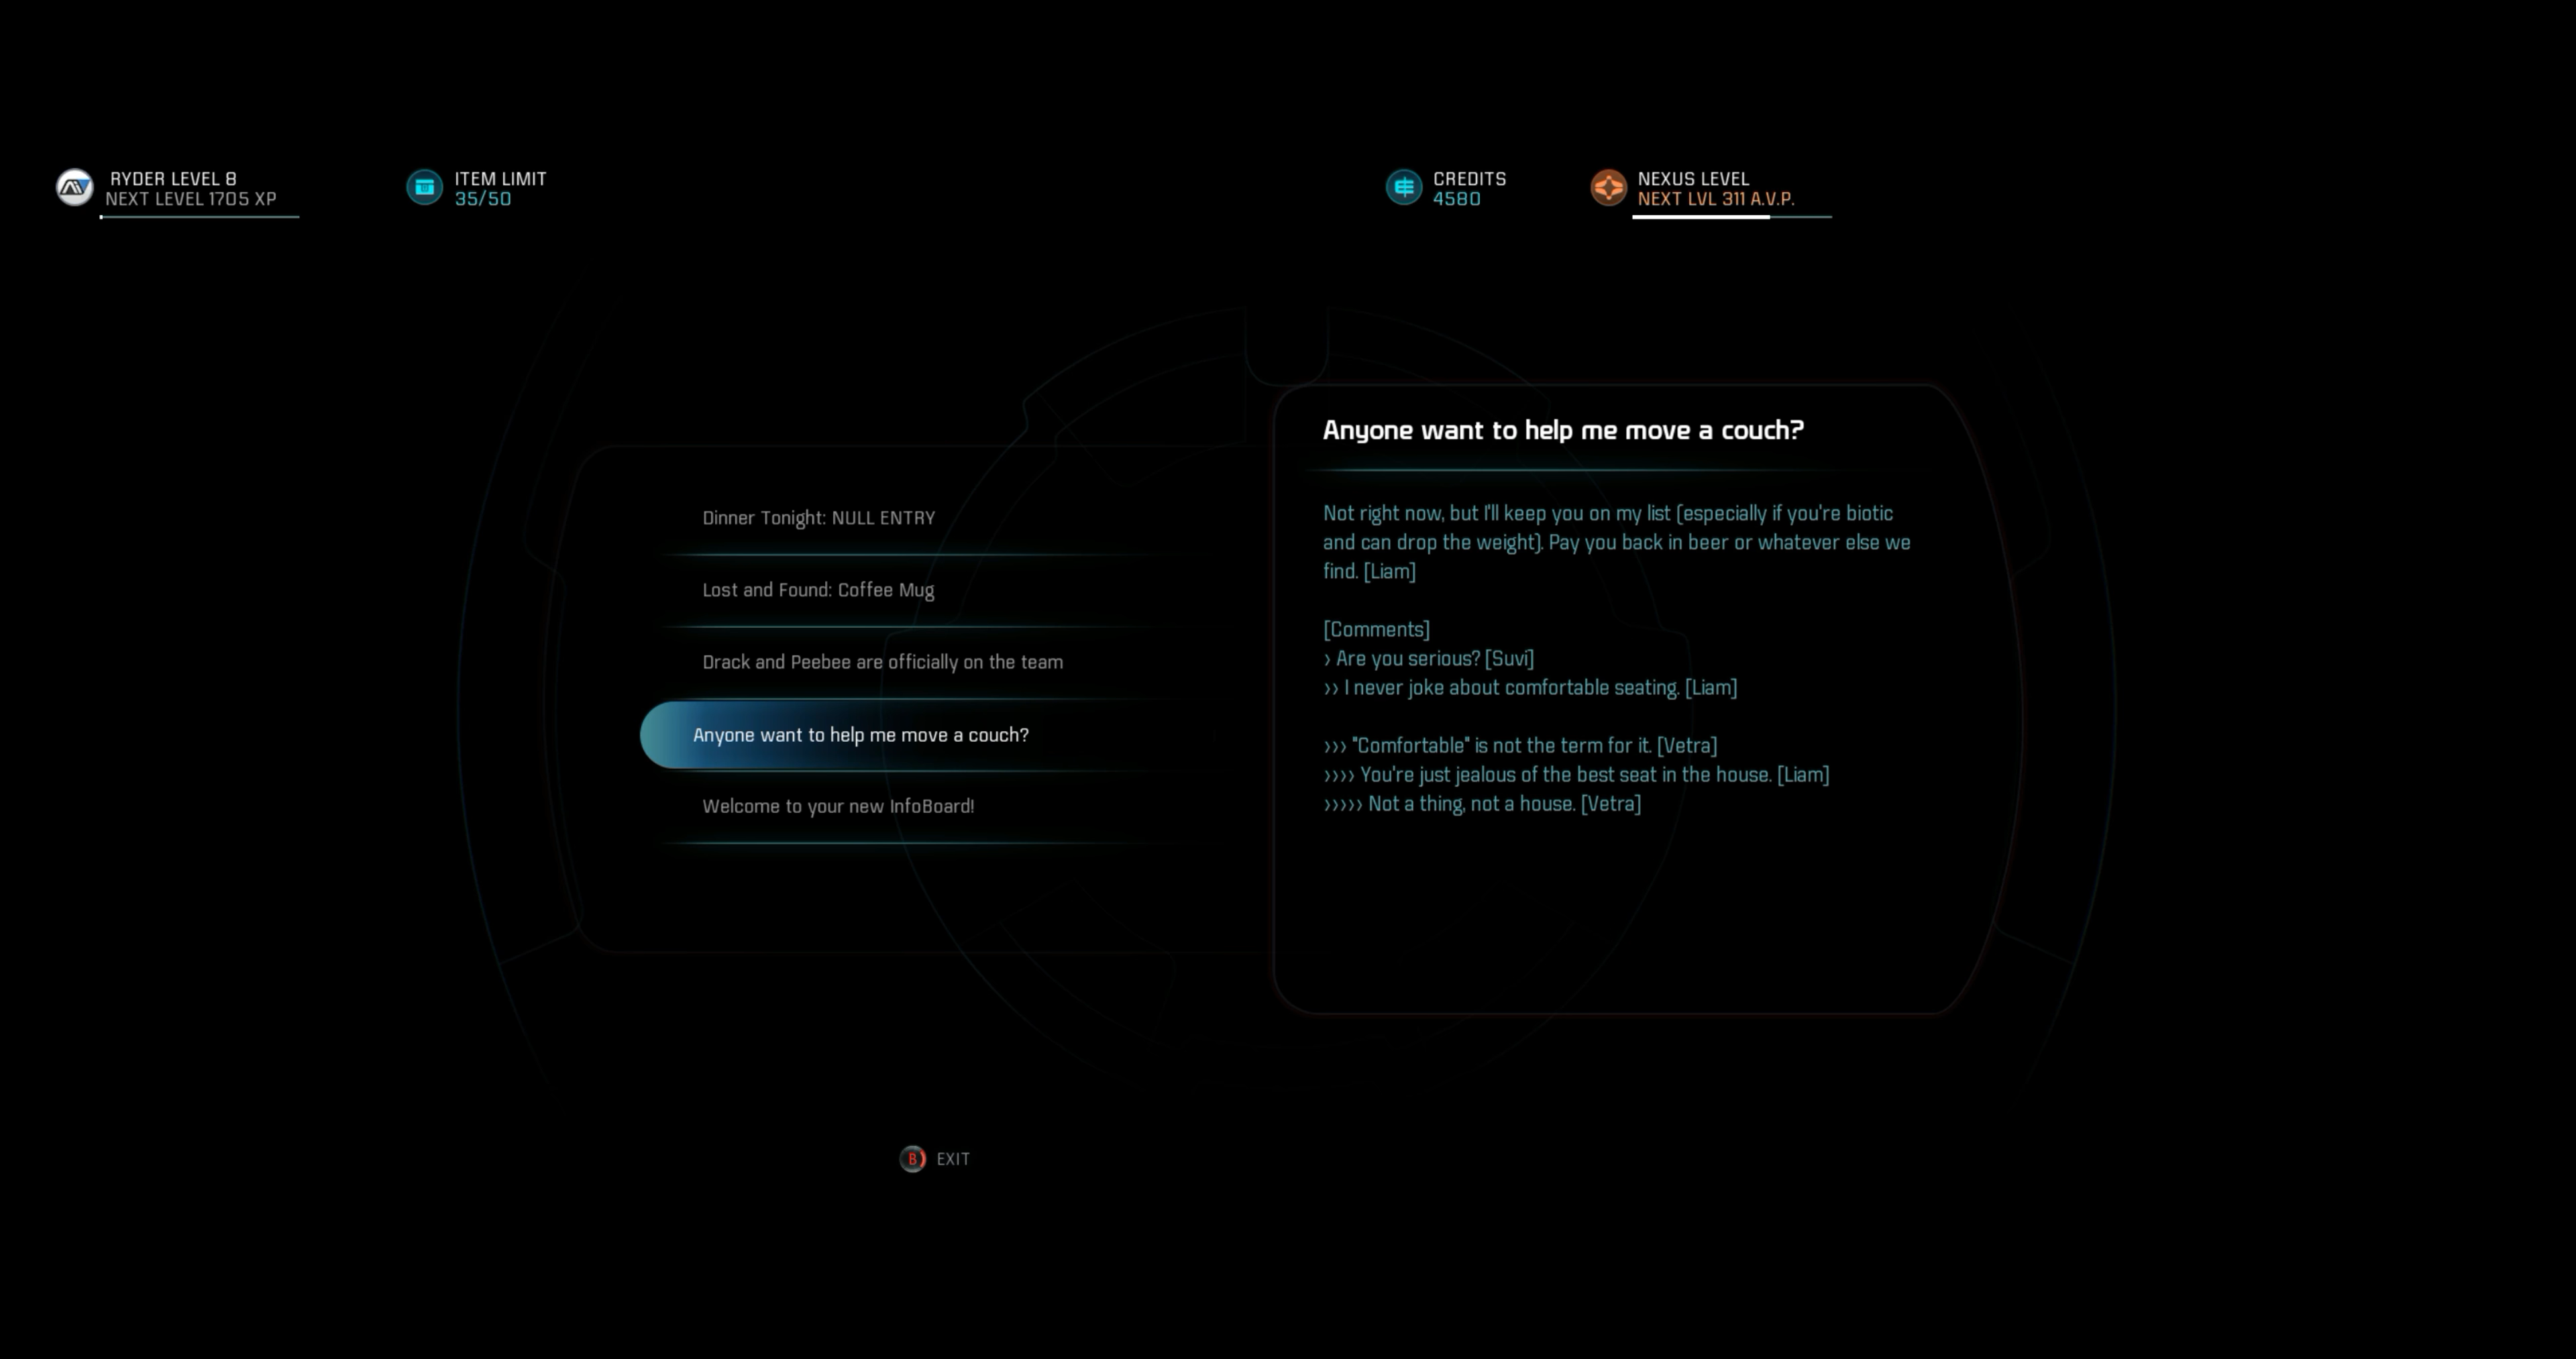 RYDER LEVEL 8
NEXT LEVEL 1705 XP
ITEM LIMIT
35/50
CREDITS
4580
NEXUS LEVEL
NEXT LVL 311 A.V.P.
Dinner Tonight: NULL ENTRY
Lost and Found: Coffee Mug
Drack and Peebee are officially on the team
Anyone want to help me move a couch?
Welcome to your new InfoBoard!
Anyone want to help me move a couch?
Not right now, but I'll keep you on my list (especially if you're biotic
and can drop the weight). Pay you back in beer or whatever else we
find. [Liam]
[Comments]
› Are you serious? [Suvi]
›› I never joke about comfortable seating. [Liam]
››› "Comfortable" is not the term for it. [Vetra]
›››› You're just jealous of the best seat in the house. [Liam]
››››› Not a thing, not a house. [Vetra]
B EXIT